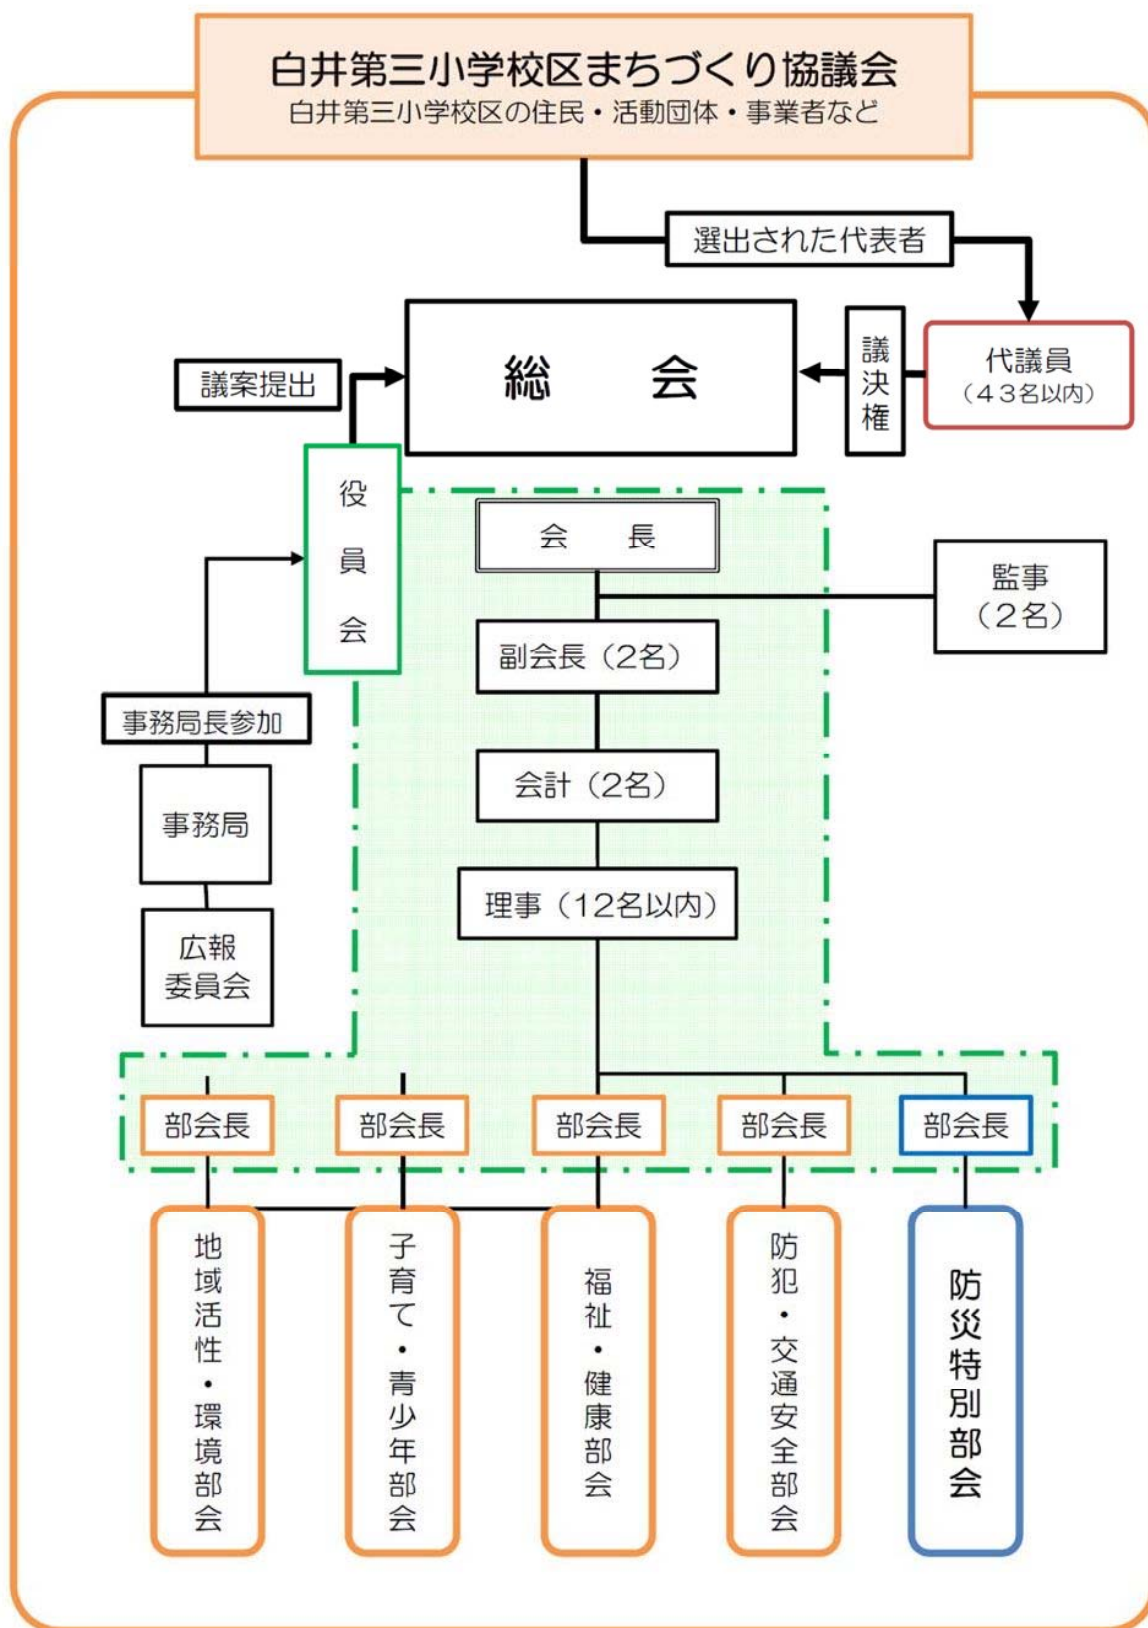 白井第三小学校区まちづくり協議会
白井第三小学校区の住民・活動団体・事業者など
選出された代表者
議案提出
総 会
議決権
代議員
(43名以内)
役員会
会 長
監事
(2名)
副会長(2名)
事務局長参加
会計(2名)
事務局
理事(12名以内)
広報
委員会
部会長
部会長
部会長
部会長
部会長
地域活性・環境部会
子育て・青少年部会
福祉・健康部会
防犯・交通安全部会
防災特別部会